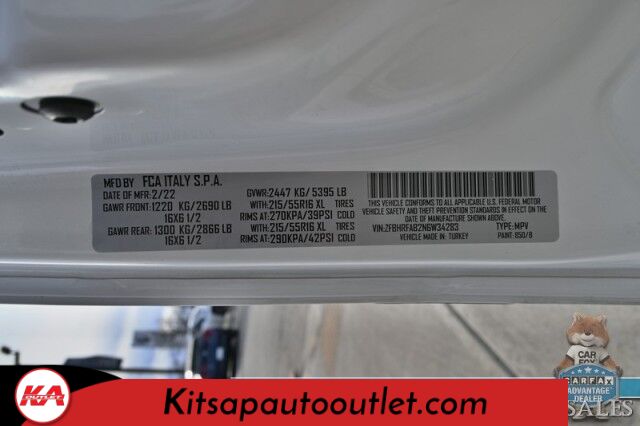 MFD BY FCA ITALY S.P.A.
DATE OF MFR:2/22 GVWR:2447 KG/5395 LB
GAWR FRONT:1220 KG/2690 LB WITH:215/55R16 XL TIRES
16X6 1/2 RIMS AT:270KPA/39PSI COLD
GAWR REAR:1300 KG/2866 LB WITH:215/55R16 XL TIRES
16X6 1/2 RIMS AT:290KPA/42PSI COLD
THIS VEHICLE CONFORMS TO ALL APPLICABLE U.S. FEDERAL MOTOR
VEHICLE SAFETY AND THEFT PREVENTION STANDARDS IN EFFECT ON THE
DATE OF MANUFACTURE SHOWN ABOVE.
VIN:ZFBHRFAB2N6W34283 TYPE:MPV
VEHICLE MADE IN: TURKEY PAINT:850/B
KA
OUTLET
Kitsapautooutlet.com
CAR
FOX
CARFAX
ADVANTAGE
DEALER
SALES